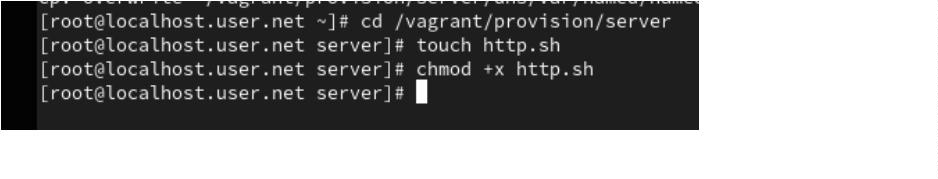 [root@localhost.user.net ~]# cd /vagrant/provision/server
[root@localhost.user.net server]# touch http.sh
[root@localhost.user.net server]# chmod +x http.sh
[root@localhost.user.net server]#